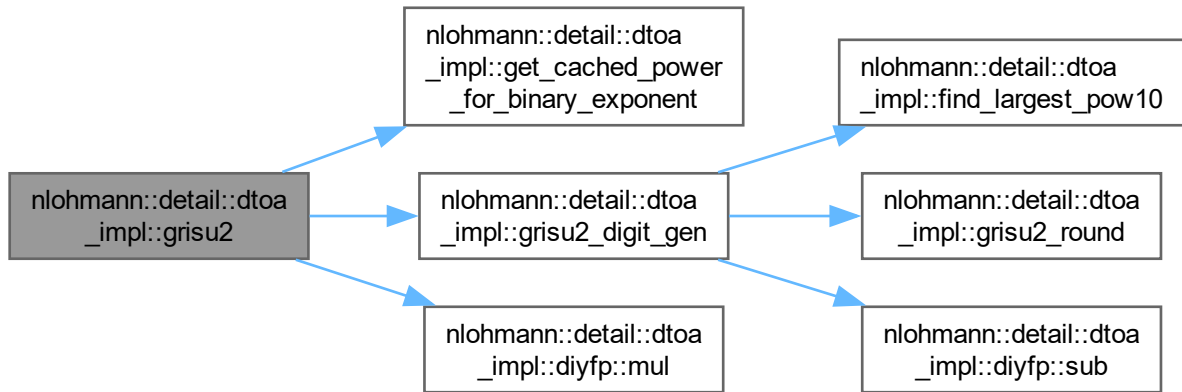 nlohmann::detail::dtoa
_impl::grisu2
nlohmann::detail::dtoa
_impl::get_cached_power
_for_binary_exponent
nlohmann::detail::dtoa
_impl::grisu2_digit_gen
nlohmann::detail::dtoa
_impl::diyfp::mul
nlohmann::detail::dtoa
_impl::find_largest_pow10
nlohmann::detail::dtoa
_impl::grisu2_round
nlohmann::detail::dtoa
_impl::diyfp::sub